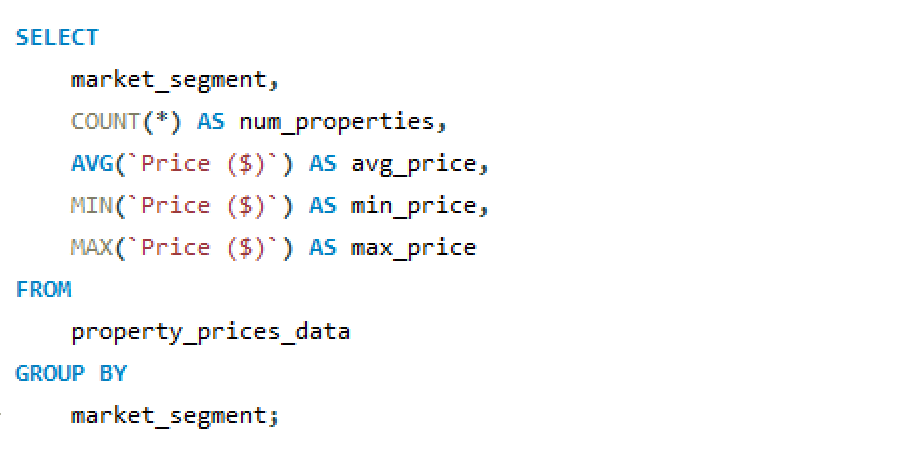 SELECT
market_segment,
COUNT(*) AS num_properties,
AVG(`Price ($)`) AS avg_price,
MIN(`Price ($)`) AS min_price,
MAX(`Price ($)`) AS max_price
FROM
property_prices_data
GROUP BY
market_segment;